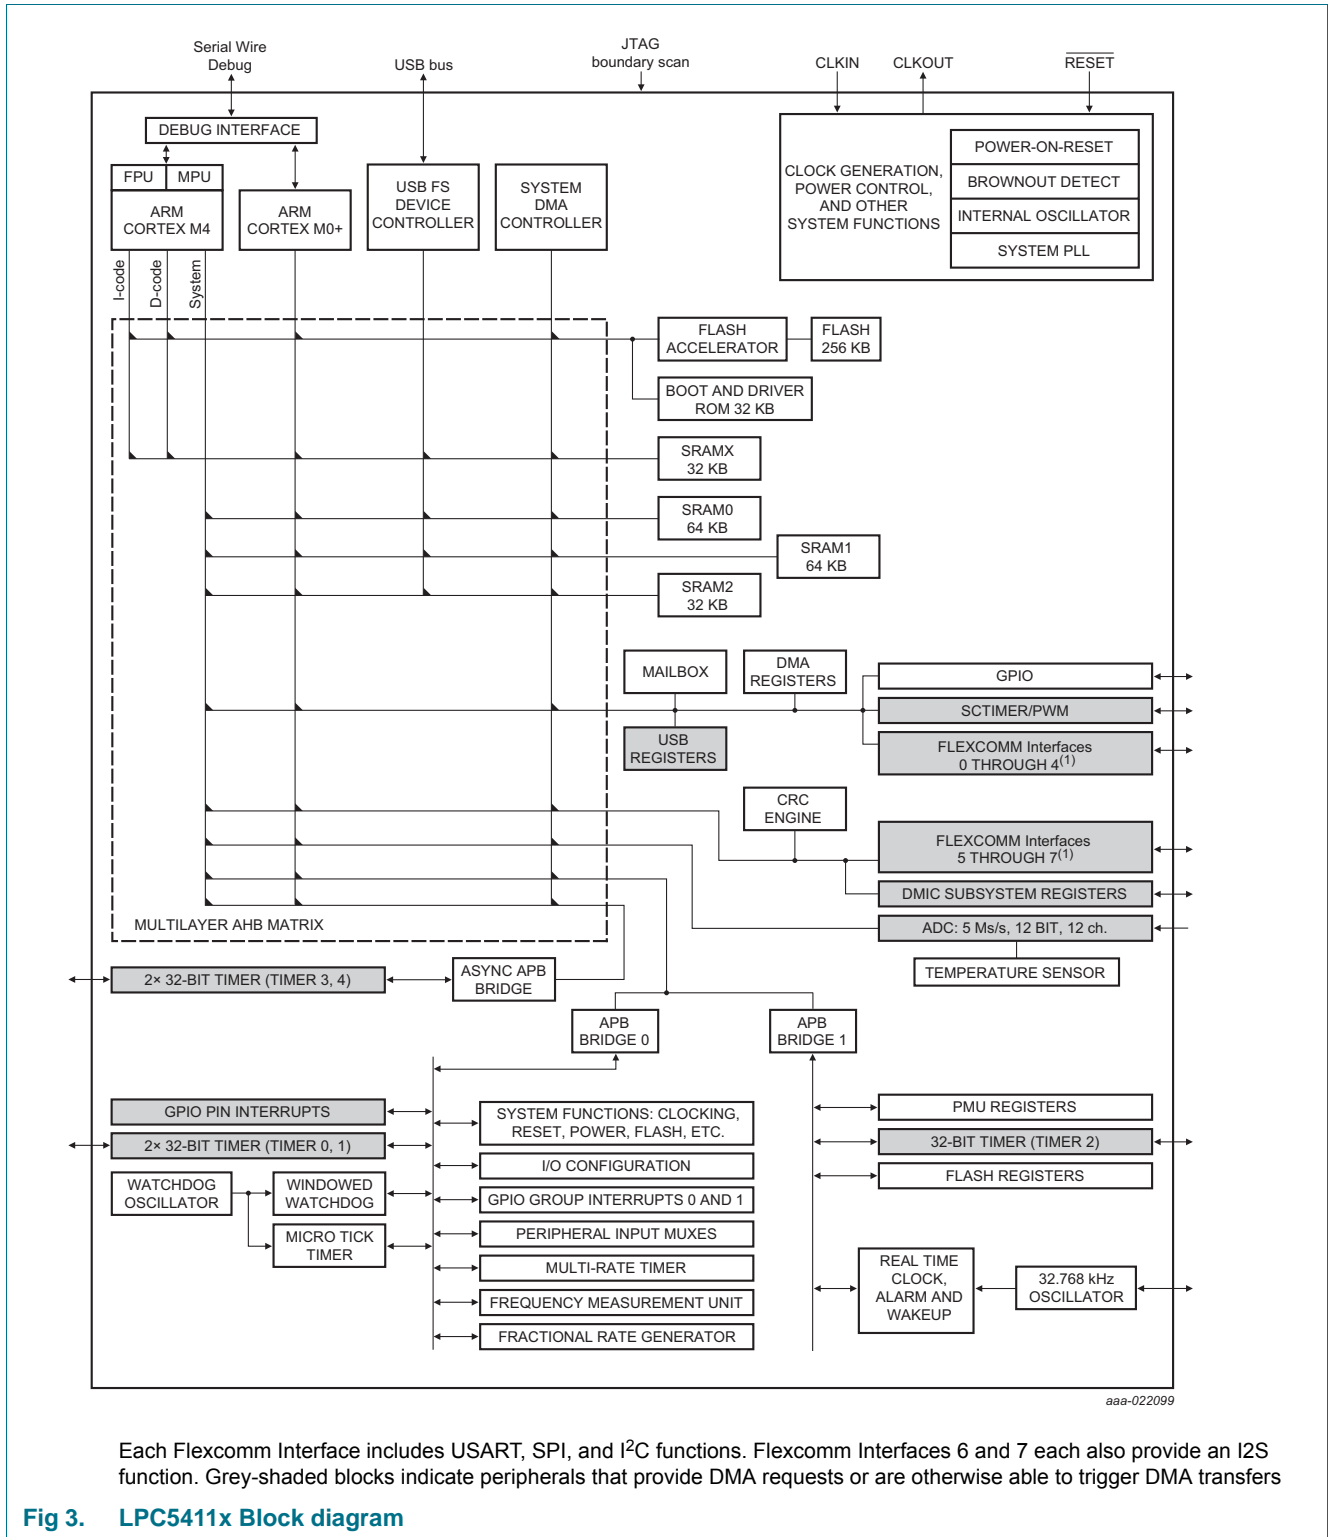 Serial Wire
Debug
USB bus
JTAG
boundary scan
CLKIN
CLKOUT
RESET
DEBUG INTERFACE
FPU
MPU
ARM
CORTEX M4
ARM
CORTEX M0+
USB FS
DEVICE
CONTROLLER
SYSTEM
DMA
CONTROLLER
CLOCK GENERATION,
POWER CONTROL,
AND OTHER
SYSTEM FUNCTIONS
POWER-ON-RESET
BROWNOUT DETECT
INTERNAL OSCILLATOR
SYSTEM PLL
I-code
D-code
System
FLASH
ACCELERATOR
FLASH
256 KB
BOOT AND DRIVER
ROM 32 KB
SRAMX
32 KB
SRAM0
64 KB
SRAM1
64 KB
SRAM2
32 KB
MAILBOX
DMA
REGISTERS
GPIO
SCTIMER/PWM
USB
REGISTERS
FLEXCOMM Interfaces
0 THROUGH 4(1)
CRC
ENGINE
FLEXCOMM Interfaces
5 THROUGH 7(1)
DMIC SUBSYSTEM REGISTERS
MULTILAYER AHB MATRIX
ADC: 5 Ms/s, 12 BIT, 12 ch.
TEMPERATURE SENSOR
2× 32-BIT TIMER (TIMER 3, 4)
ASYNC APB
BRIDGE
APB
BRIDGE 0
APB
BRIDGE 1
GPIO PIN INTERRUPTS
2× 32-BIT TIMER (TIMER 0, 1)
WATCHDOG
OSCILLATOR
WINDOWED
WATCHDOG
MICRO TICK
TIMER
SYSTEM FUNCTIONS: CLOCKING,
RESET, POWER, FLASH, ETC.
I/O CONFIGURATION
GPIO GROUP INTERRUPTS 0 AND 1
PERIPHERAL INPUT MUXES
MULTI-RATE TIMER
FREQUENCY MEASUREMENT UNIT
FRACTIONAL RATE GENERATOR
PMU REGISTERS
32-BIT TIMER (TIMER 2)
FLASH REGISTERS
REAL TIME
CLOCK,
ALARM AND
WAKEUP
32.768 kHz
OSCILLATOR
aaa-022099
Each Flexcomm Interface includes USART, SPI, and I2C functions. Flexcomm Interfaces 6 and 7 each also provide an I2S
function. Grey-shaded blocks indicate peripherals that provide DMA requests or are otherwise able to trigger DMA transfers
Fig 3. LPC5411x Block diagram